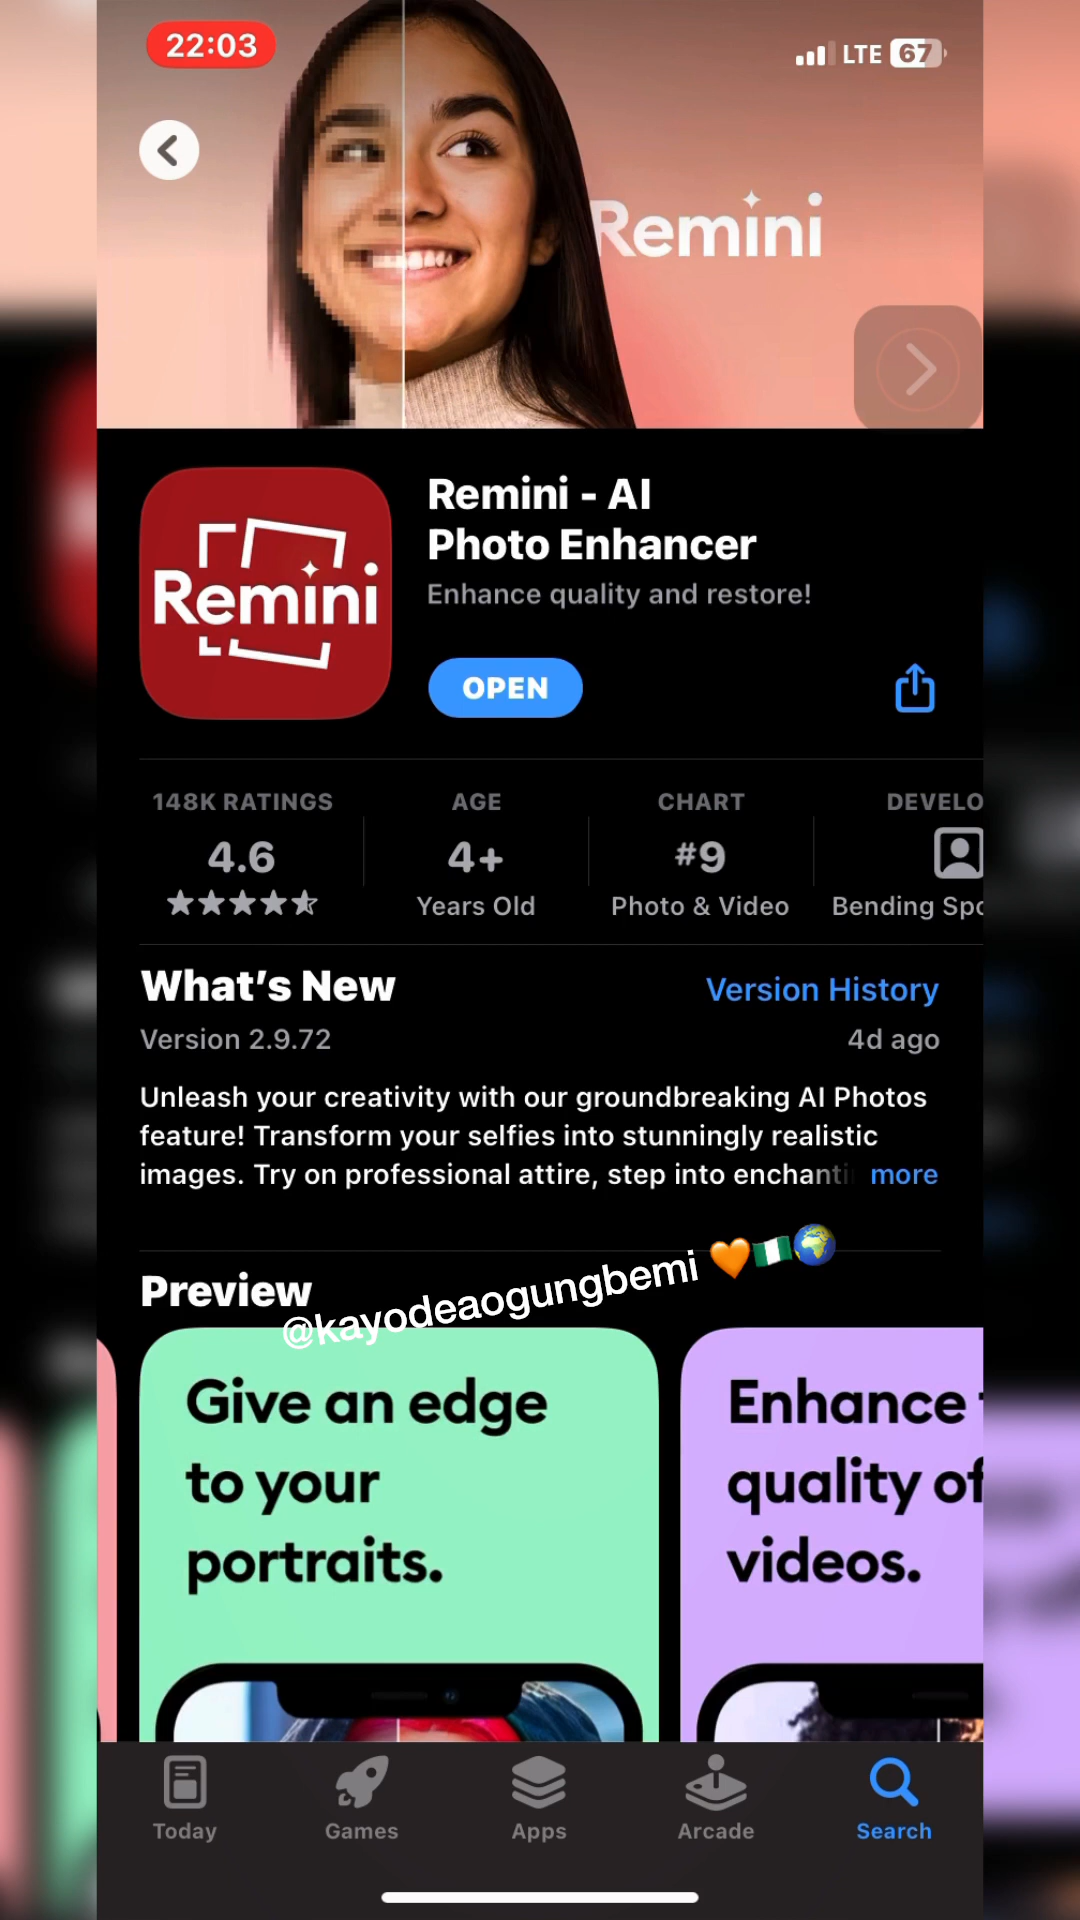 22:03
LTE 67
Remini
Remini
Remini - AI
Photo Enhancer
Enhance quality and restore!
OPEN
148K RATINGS
4.6
AGE
4+
Years Old
CHART
#9
Photo & Video
DEVELO
Bending Spo
What's New
Version History
Version 2.9.72
4d ago
Unleash your creativity with our groundbreaking AI Photos
feature! Transform your selfies into stunningly realistic
images. Try on professional attire, step into enchanti more
@kayodeaogungbemi 🧡🇳🇬🌍
Preview
Give an edge
to your
portraits.
Enhance
quality of
videos.
Today
Games
Apps
Arcade
Search